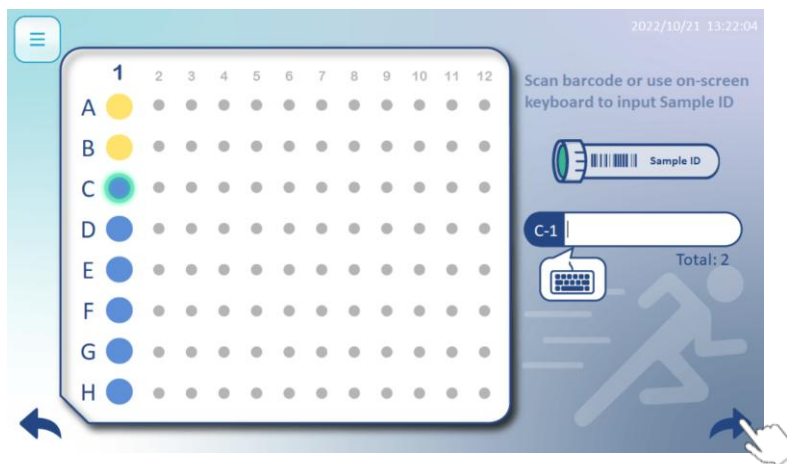 2022/10/21 13:22:04
1 2 3 4 5 6 7 8 9 10 11 12
A
B
C
D
E
F
G
H
Scan barcode or use on-screen
keyboard to input Sample ID
Sample ID
C-1
Total: 2